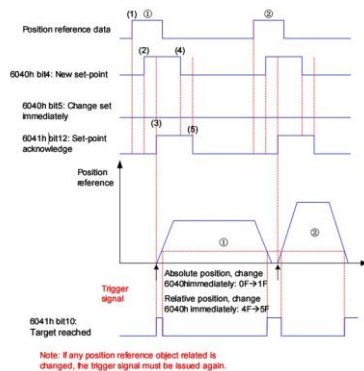 (1)
①
②
Position reference data
(2)
(4)
6040h bit4: New set-point
6040h bit5: Change set
immediately
(3)
(5)
6041h bit12: Set-point
acknowledge
Position
reference
①
②
Absolute position, change
6040himmediately: 0F→1F
Trigger
signal
Relative position, change
6040h immediately: 4F→5F
6041h bit10:
Target reached
Note: If any position reference object related is
changed, the trigger signal must be issued again.